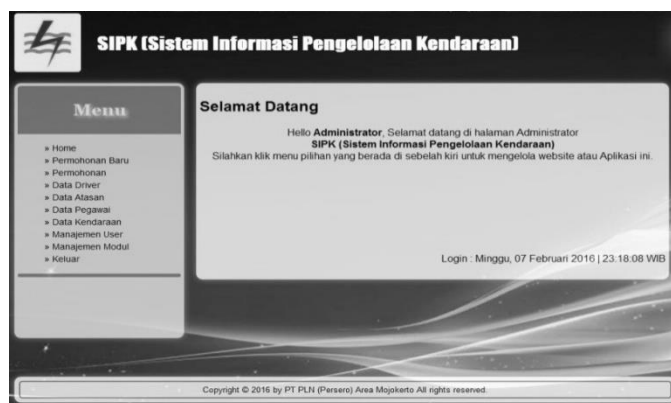 SIPK (Sistem Informasi Pengelolaan Kendaraan)
Menu
» Home
» Permohonan Baru
» Permohonan
» Data Driver
» Data Atasan
» Data Pegawai
» Data Kendaraan
» Manajemen User
» Manajemen Modul
» Keluar
Selamat Datang
Hello Administrator, Selamat datang di halaman Administrator
SIPK (Sistem Informasi Pengelolaan Kendaraan)
Silahkan klik menu pilihan yang berada di sebelah kiri untuk mengelola website atau Aplikasi ini.
Login : Minggu, 07 Februari 2016 | 23:18:08 WIB
Copyright © 2016 by PT PLN (Persero) Area Mojokerto All rights reserved.